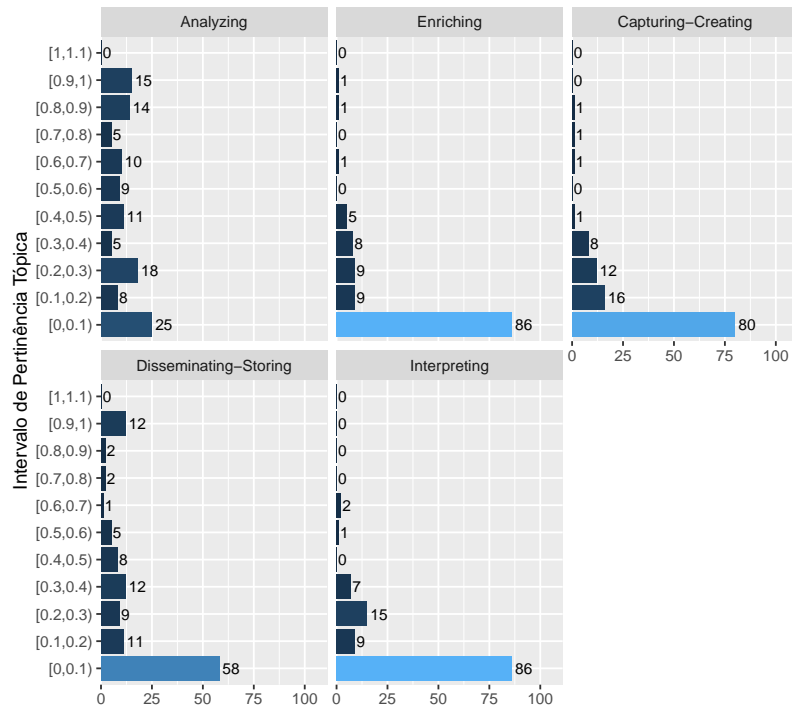 Analyzing Enriching Capturing−Creating
[1,1.1) 0 0 0
[0.9,1) 15 1 0
[0.8,0.9) 14 1 1
[0.7,0.8) 5 0 1
[0.6,0.7) 10 1 1
[0.5,0.6) 9 0 0
[0.4,0.5) 11 5 1
[0.3,0.4) 5 8 8
[0.2,0.3) 18 9 12
[0.1,0.2) 8 9 16
[0,0.1) 25 86 80
0 25 50 75 100
Intervalo de Pertinência Tópica
Disseminating−Storing Interpreting
[1,1.1) 0 0
[0.9,1) 12 0
[0.8,0.9) 2 0
[0.7,0.8) 2 0
[0.6,0.7) 1 2
[0.5,0.6) 5 1
[0.4,0.5) 8 0
[0.3,0.4) 12 7
[0.2,0.3) 9 15
[0.1,0.2) 11 9
[0,0.1) 58 86
0 25 50 75 100 0 25 50 75 100